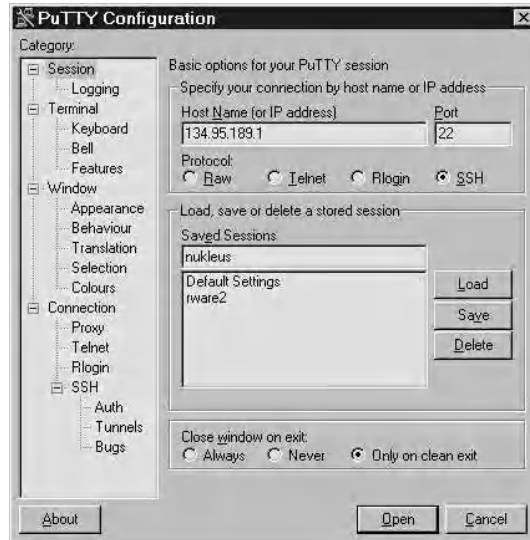 PuTTY Configuration
Category:
Session
Logging
Terminal
Keyboard
Bell
Features
Window
Appearance
Behaviour
Translation
Selection
Colours
Connection
Proxy
Telnet
Rlogin
SSH
Auth
Tunnels
Bugs
Basic options for your PuTTY session
Specify your connection by host name or IP address
Host Name (or IP address) Port
134.95.189.1 22
Protocol:
Raw Telnet Rlogin SSH
Load, save or delete a stored session
Saved Sessions
nukleus
Default Settings
rware2
Load
Save
Delete
Close window on exit:
Always Never Only on clean exit
About Open Cancel